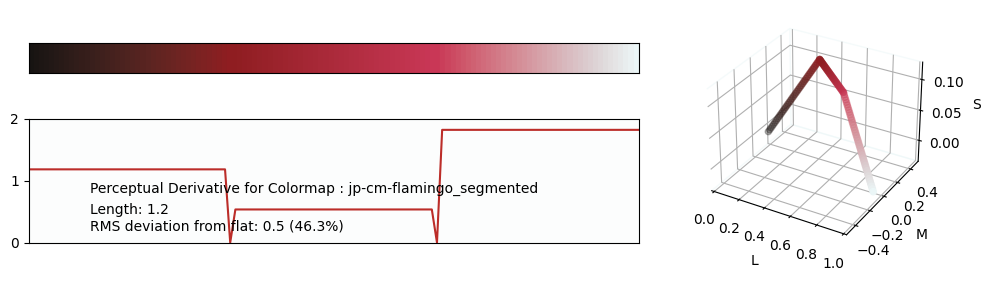 2
1
0
Perceptual Derivative for Colormap : jp-cm-flamingo_segmented
Length: 1.2
RMS deviation from flat: 0.5 (46.3%)
0.10
0.05
0.00
S
0.4
0.2
0.0
−0.2
−0.4
M
0.0
0.2
0.4
0.6
0.8
1.0
L